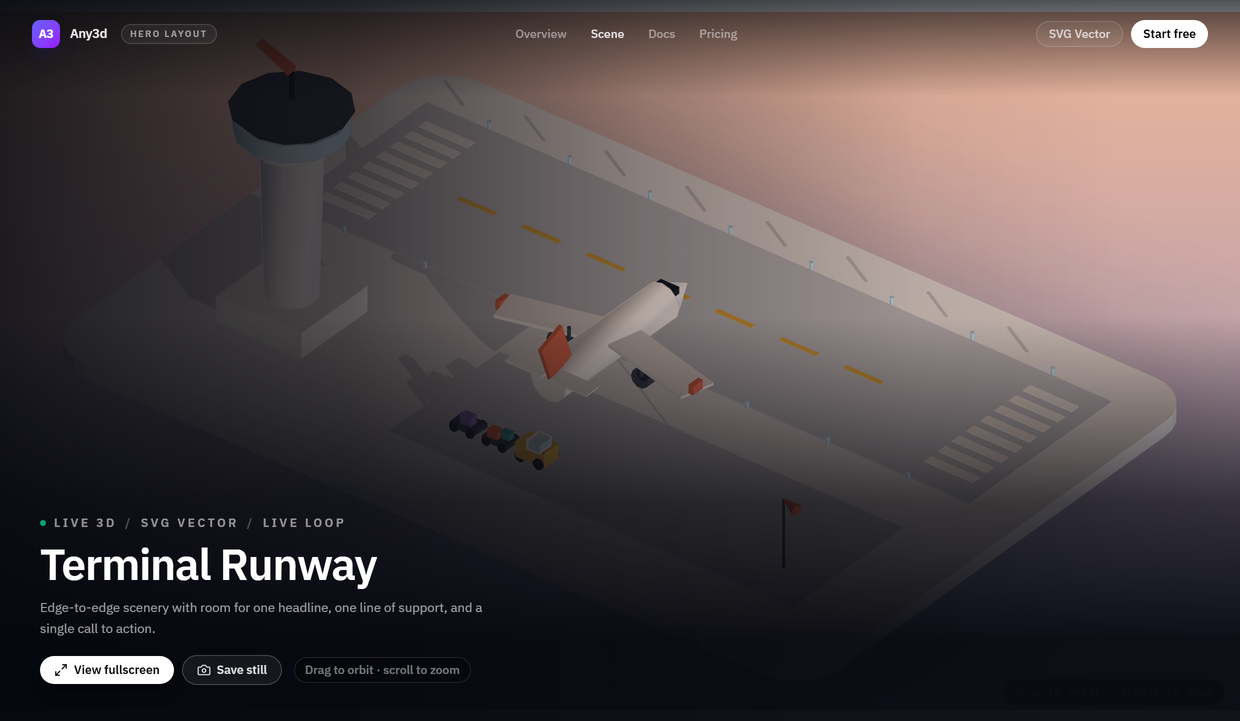 A3 Any3d HERO LAYOUT Overview Scene Docs Pricing SVG Vector Start free
LIVE 3D / SVG VECTOR / LIVE LOOP
Terminal Runway
Edge-to-edge scenery with room for one headline, one line of support, and a
single call to action.
View fullscreen Save still Drag to orbit · scroll to zoom